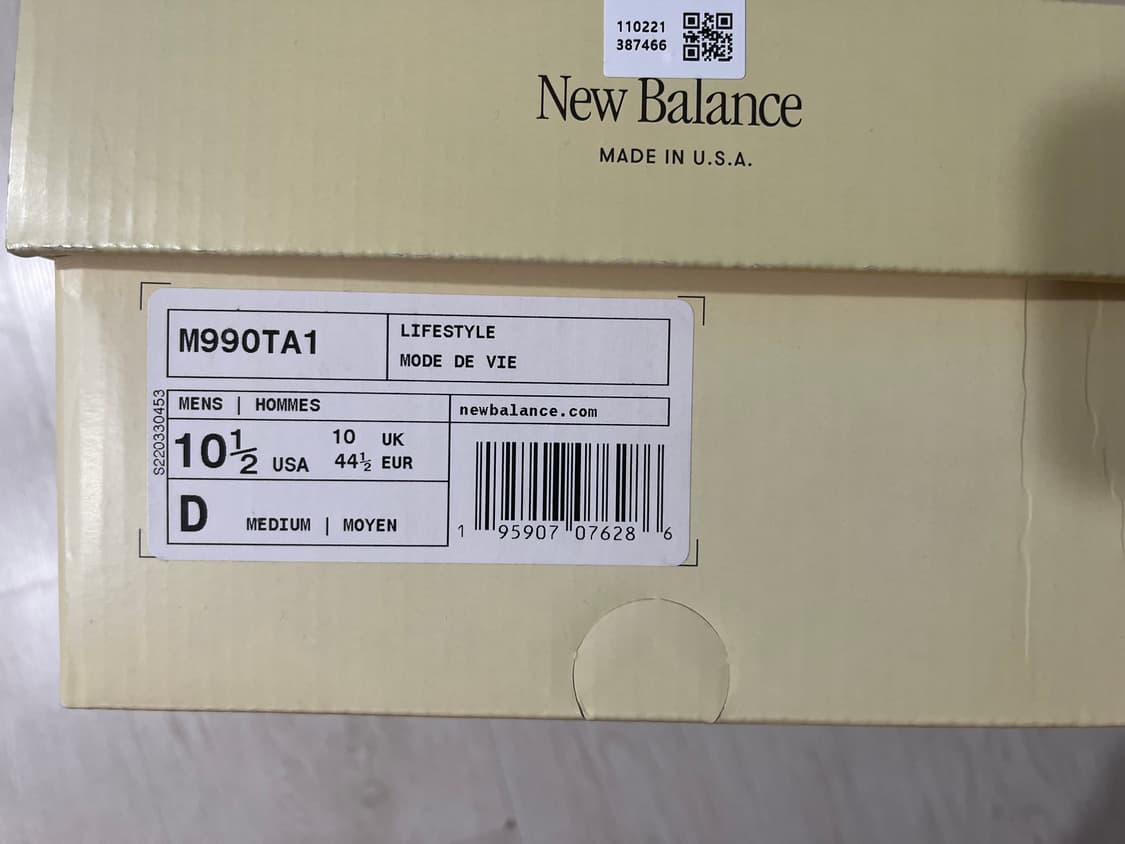 110221
387466
New Balance
MADE IN U.S.A.
M990TA1
LIFESTYLE
MODE DE VIE
S220330453
MENS | HOMMES
newbalance.com
10½ USA
10 UK
44½ EUR
D MEDIUM | MOYEN
1 95907 07628 6